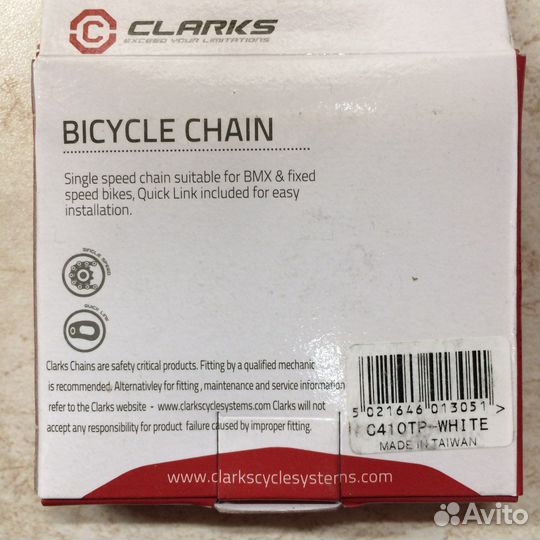 CLARKS
EXCEED YOUR LIMITATIONS
BICYCLE CHAIN
Single speed chain suitable for BMX & fixed
speed bikes, Quick Link included for easy
installation.
SINGLE SPEED
QUICK LINK
Clarks Chains are safety critical products. Fitting by a qualified mechanic
is recommended. Alternativley for fitting , maintenance and service information
refer to the Clarks website - www.clarkscyclesystems.com Clarks will not
accept any responsibility for product failure caused by improper fitting.
5 021646 013051 >
C410TP-WHITE
MADE IN TAIWAN
www.clarkscyclesystems.com
Avito